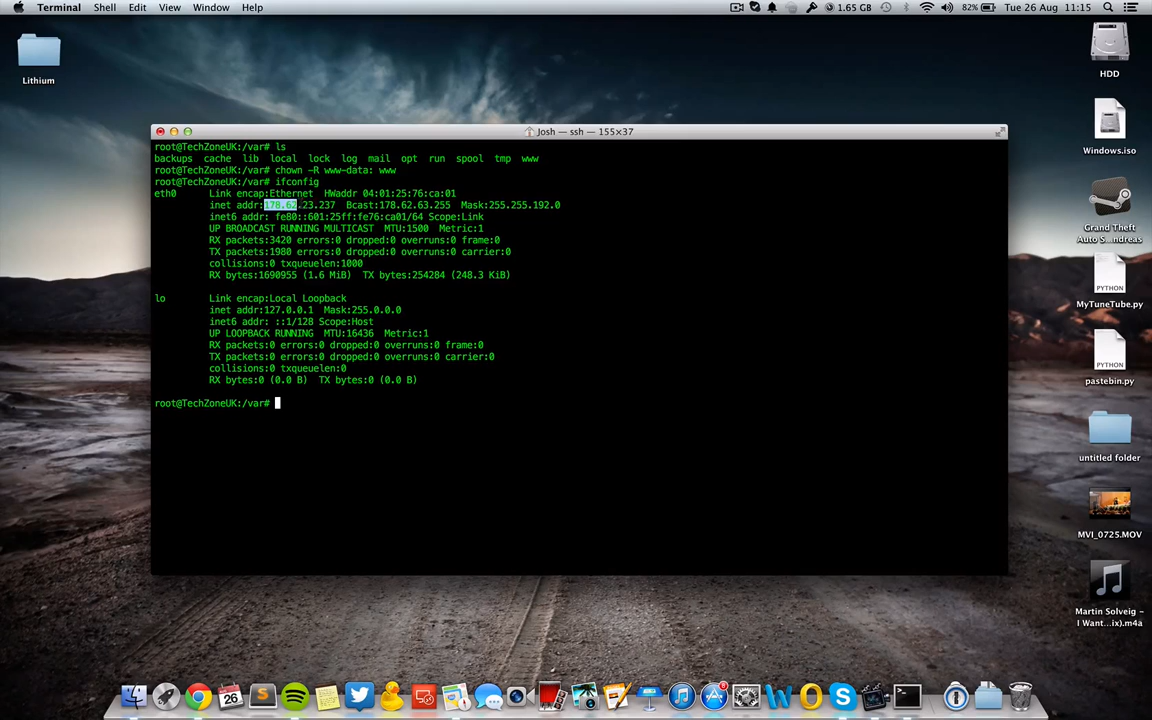 Terminal Shell Edit View Window Help 1.65 GB 82% Tue 26 Aug 11:15
Lithium
HDD
Windows.iso
Grand Theft
Auto S...ndreas
PYTHON
MyTuneTube.py
PYTHON
pastebin.py
untitled folder
MVI_0725.MOV
Martin Solveig –
I Want...ix).m4a
Josh — ssh — 155×37
root@TechZoneUK:/var# ls
backups cache lib local lock log mail opt run spool tmp www
root@TechZoneUK:/var# chown -R www-data: www
root@TechZoneUK:/var# ifconfig
eth0 Link encap:Ethernet HWaddr 04:01:25:76:ca:01
inet addr:178.62.23.237 Bcast:178.62.63.255 Mask:255.255.192.0
inet6 addr: fe80::601:25ff:fe76:ca01/64 Scope:Link
UP BROADCAST RUNNING MULTICAST MTU:1500 Metric:1
RX packets:3420 errors:0 dropped:0 overruns:0 frame:0
TX packets:1980 errors:0 dropped:0 overruns:0 carrier:0
collisions:0 txqueuelen:1000
RX bytes:1690955 (1.6 MiB) TX bytes:254284 (248.3 KiB)
lo Link encap:Local Loopback
inet addr:127.0.0.1 Mask:255.0.0.0
inet6 addr: ::1/128 Scope:Host
UP LOOPBACK RUNNING MTU:16436 Metric:1
RX packets:0 errors:0 dropped:0 overruns:0 frame:0
TX packets:0 errors:0 dropped:0 overruns:0 carrier:0
collisions:0 txqueuelen:0
RX bytes:0 (0.0 B) TX bytes:0 (0.0 B)
root@TechZoneUK:/var#
26